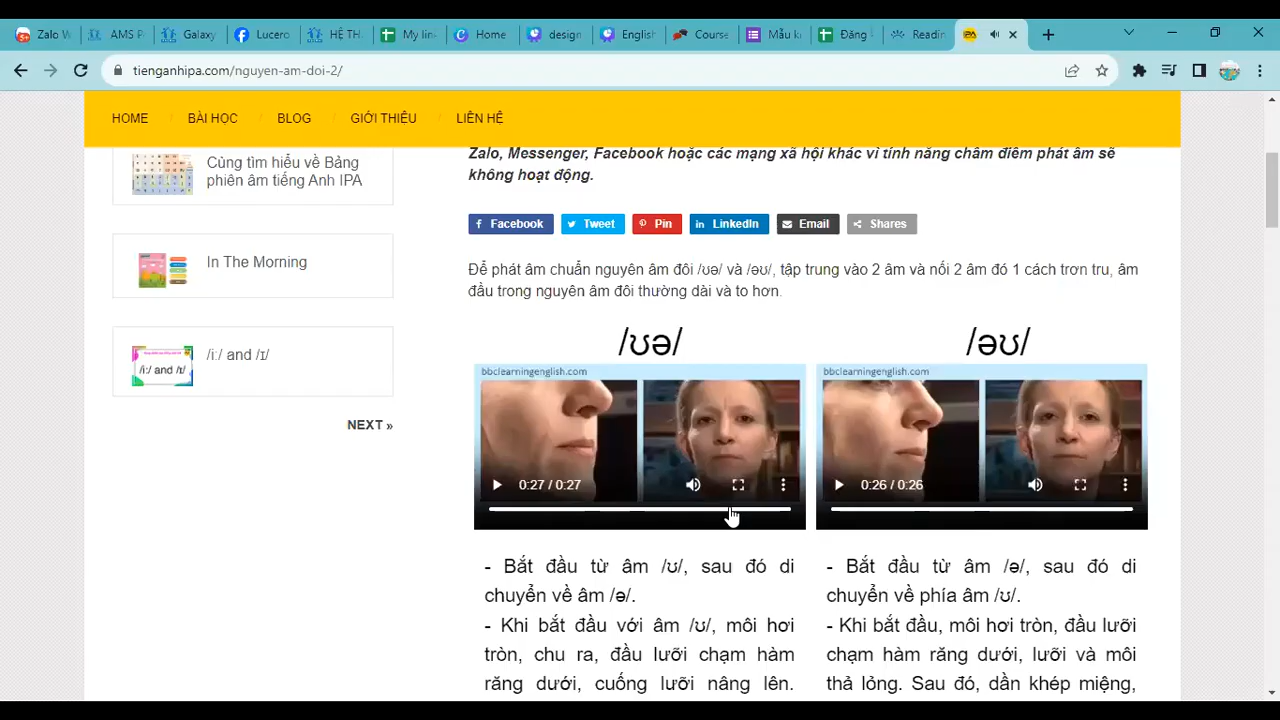 Zalo W
AMS P
Galaxy
Lucero
HỆ TH
My lin
Home
design
English
Course
Mẫu k
Đăng
Readin
tienganhipa.com/nguyen-am-doi-2/
HOME / BÀI HỌC / BLOG / GIỚI THIỆU / LIÊN HỆ
Cùng tìm hiểu về Bảng
phiên âm tiếng Anh IPA
In The Morning
/iː/ and /ɪ/
/iː/ and /ɪ/
NEXT »
Zalo, Messenger, Facebook hoặc các mạng xã hội khác vì tính năng chấm điểm phát âm sẽ
không hoạt động.
Facebook Tweet Pin LinkedIn Email Shares
Để phát âm chuẩn nguyên âm đôi /ʊə/ và /əʊ/, tập trung vào 2 âm và nối 2 âm đó 1 cách trơn tru, âm
đầu trong nguyên âm đôi thường dài và to hơn.
/ʊə/
bbclearningenglish.com
0:27 / 0:27
- Bắt đầu từ âm /ʊ/, sau đó di
chuyển về âm /ə/.
- Khi bắt đầu với âm /ʊ/, môi hơi
tròn, chu ra, đầu lưỡi chạm hàm
răng dưới, cuống lưỡi nâng lên.
/əʊ/
bbclearningenglish.com
0:26 / 0:26
- Bắt đầu từ âm /ə/, sau đó di
chuyển về phía âm /ʊ/.
- Khi bắt đầu, môi hơi tròn, đầu lưỡi
chạm hàm răng dưới, lưỡi và môi
thả lỏng. Sau đó, dần khép miệng,